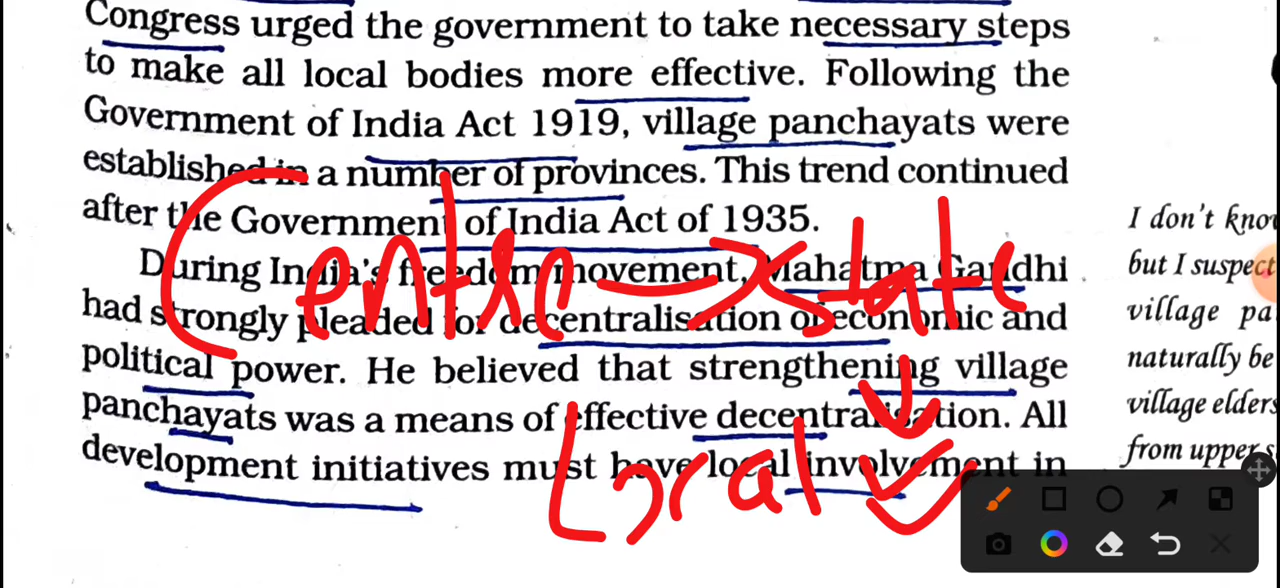 Congress urged the government to take necessary steps
to make all local bodies more effective. Following the
Government of India Act 1919, village panchayats were
established in a number of provinces. This trend continued
after the Government of India Act of 1935.
During India's freedom movement, Mahatma Gandhi
had strongly pleaded for decentralisation of economic and
political power. He believed that strengthening village
panchayats was a means of effective decentralisation. All
development initiatives must have local involvement in
I don't kno
but I suspect
village pa
naturally be
village elders
from upper s
Centre → state
Local